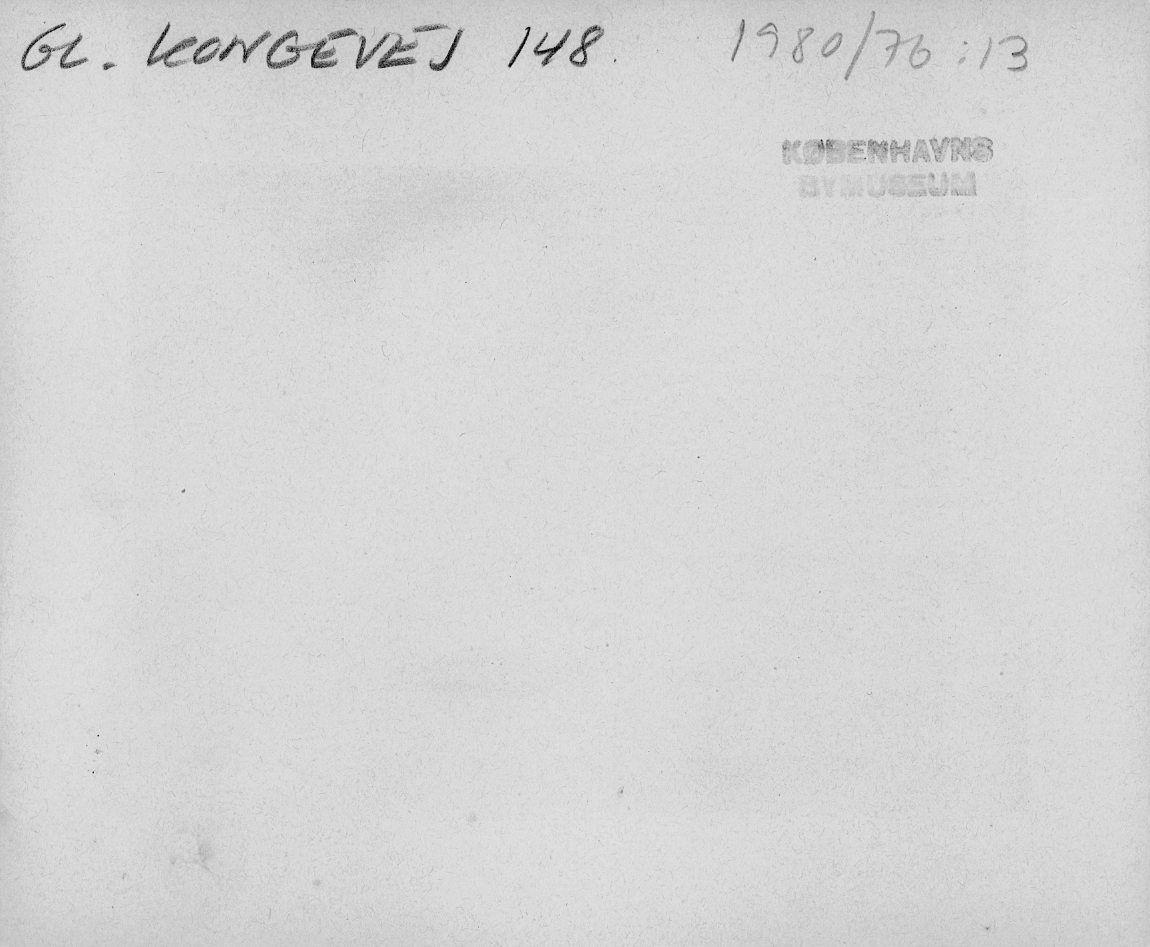 GL. KONGEVEJ 148. 1980/76:13
KØBENHAVNS
BYMUSEUM